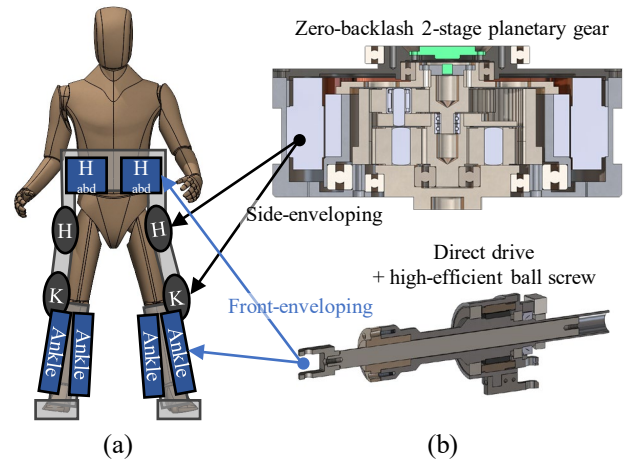 Zero-backlash 2-stage planetary gear
H
abd
H
abd
H
H
Side-enveloping
Direct drive
+ high-efficient ball screw
K
K
Front-enveloping
Ankle
Ankle
Ankle
Ankle
(a)
(b)